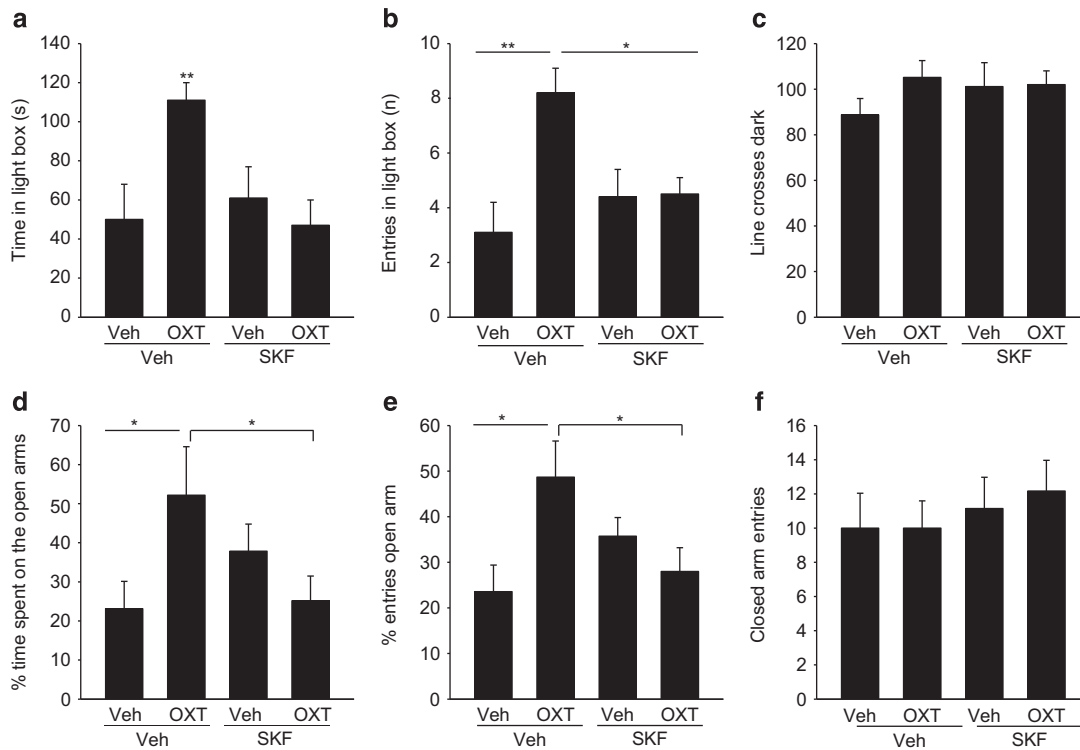 a
Time in light box (s)
140
120
100
80
60
40
20
0
**
Veh OXT Veh OXT
Veh SKF
b
Entries in light box (n)
10
8
6
4
2
0
** *
Veh OXT Veh OXT
Veh SKF
c
Line crosses dark
120
100
80
60
40
20
0
Veh OXT Veh OXT
Veh SKF
d
% time spent on the open arms
70
60
50
40
30
20
10
0
* *
Veh OXT Veh OXT
Veh SKF
e
% entries open arm
60
50
40
30
20
10
0
* *
Veh OXT Veh OXT
Veh SKF
f
Closed arm entries
16
14
12
10
8
6
4
2
0
Veh OXT Veh OXT
Veh SKF